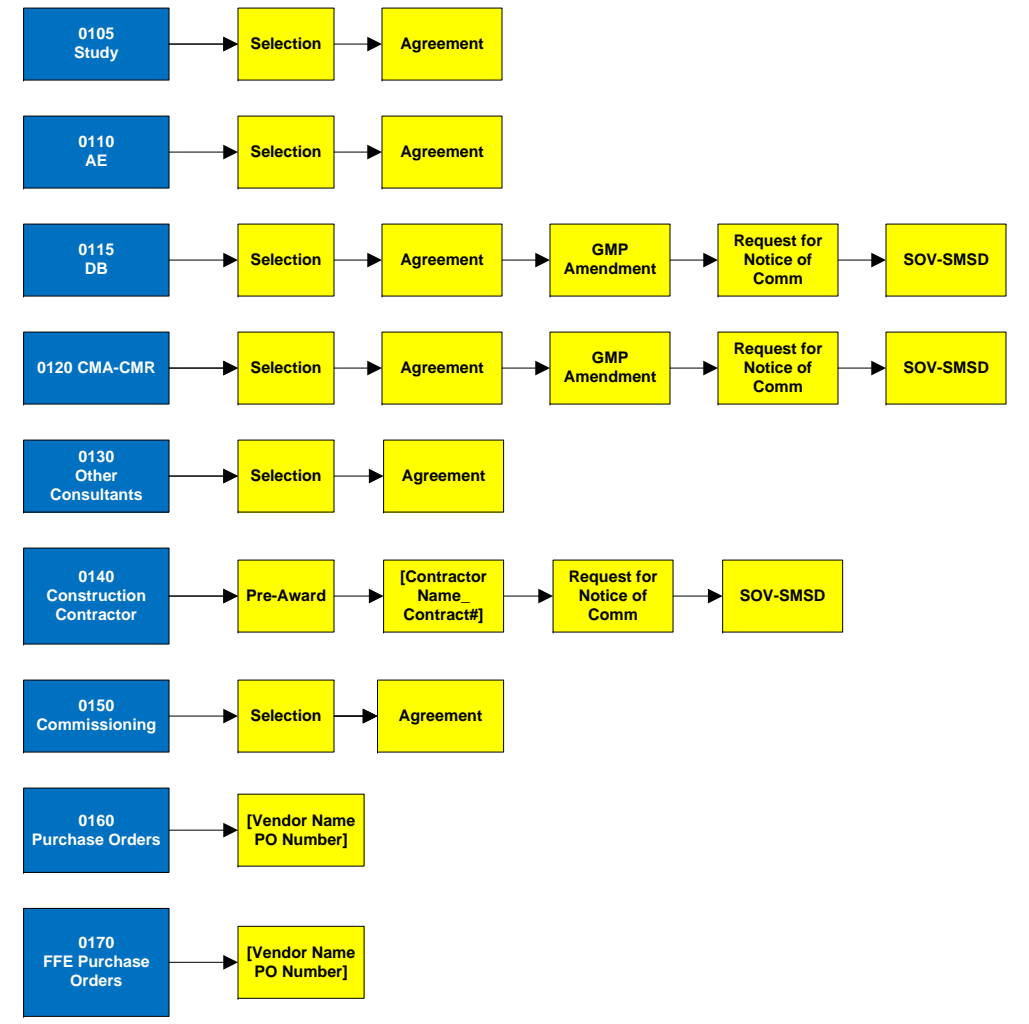 0105
Study
Selection
Agreement
0110
AE
Selection
Agreement
0115
DB
Selection
Agreement
GMP
Amendment
Request for
Notice of
Comm
SOV-SMSD
0120 CMA-CMR
Selection
Agreement
GMP
Amendment
Request for
Notice of
Comm
SOV-SMSD
0130
Other
Consultants
Selection
Agreement
0140
Construction
Contractor
Pre-Award
[Contractor
Name_
Contract#]
Request for
Notice of
Comm
SOV-SMSD
0150
Commissioning
Selection
Agreement
0160
Purchase Orders
[Vendor Name
PO Number]
0170
FFE Purchase
Orders
[Vendor Name
PO Number]